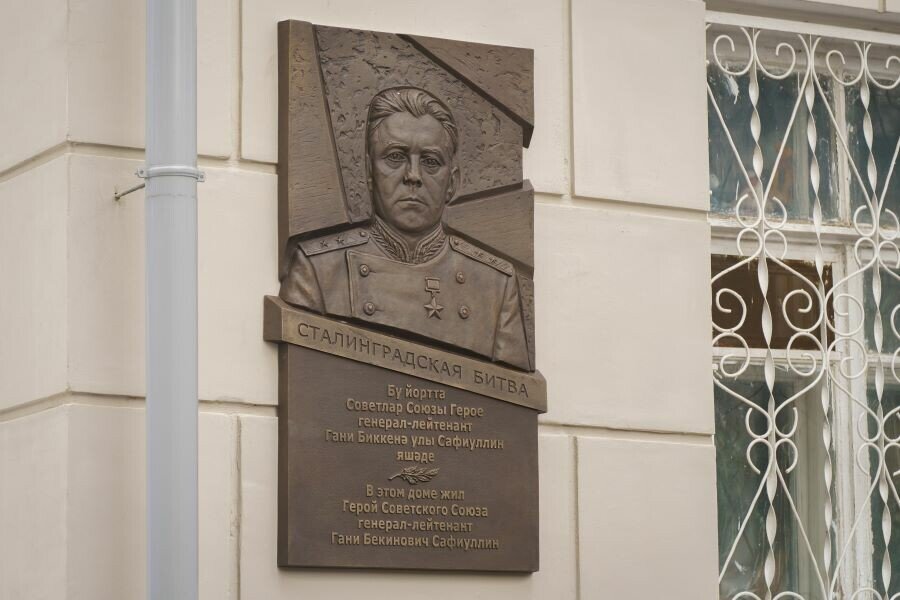 СТАЛИНГРАДСКАЯ БИТВА
Бу йортта
Советлар Союзы Герое
генерал-лейтенант
Гани Биккенә улы Сафиуллин
яшәде
В этом доме жил
Герой Советского Союза
генерал-лейтенант
Гани Бекинович Сафиуллин